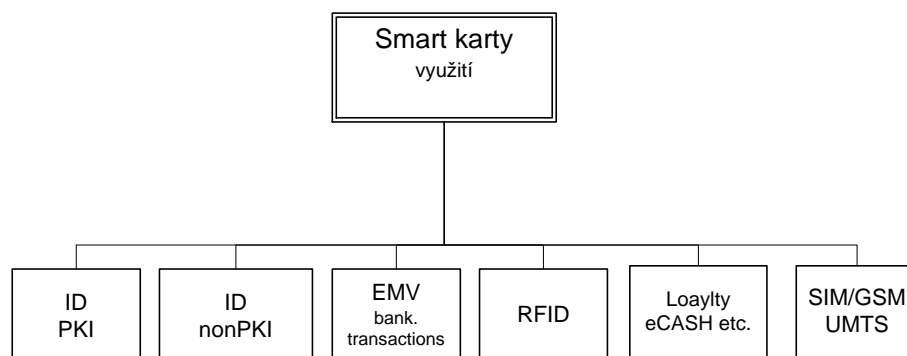 Smart karty
využití
ID
PKI
ID
nonPKI
EMV
bank.
transactions
RFID
Loaylty
eCASH etc.
SIM/GSM
UMTS